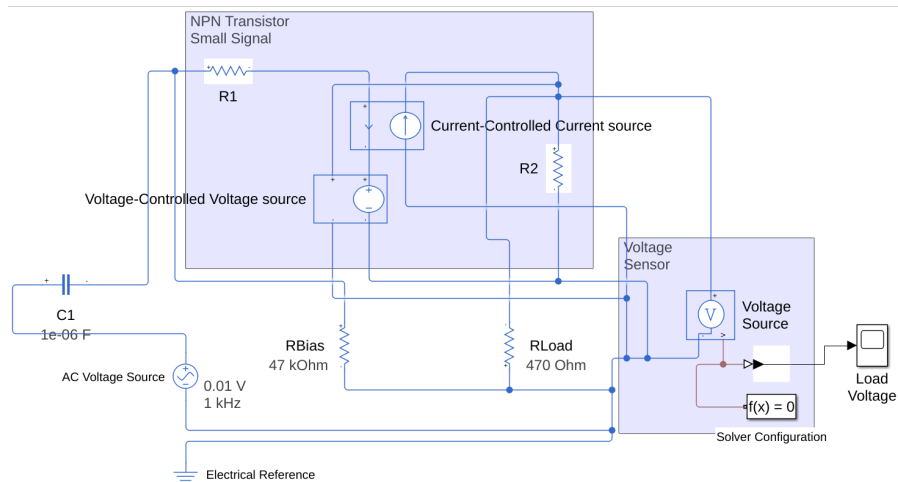 NPN Transistor
Small Signal
R1
Current-Controlled Current source
R2
Voltage-Controlled Voltage source
Voltage
Sensor
C1
1e-06 F
V
Voltage
Source
RBias
47 kOhm
RLoad
470 Ohm
AC Voltage Source
0.01 V
1 kHz
Load
Voltage
f(x) = 0
Solver Configuration
Electrical Reference